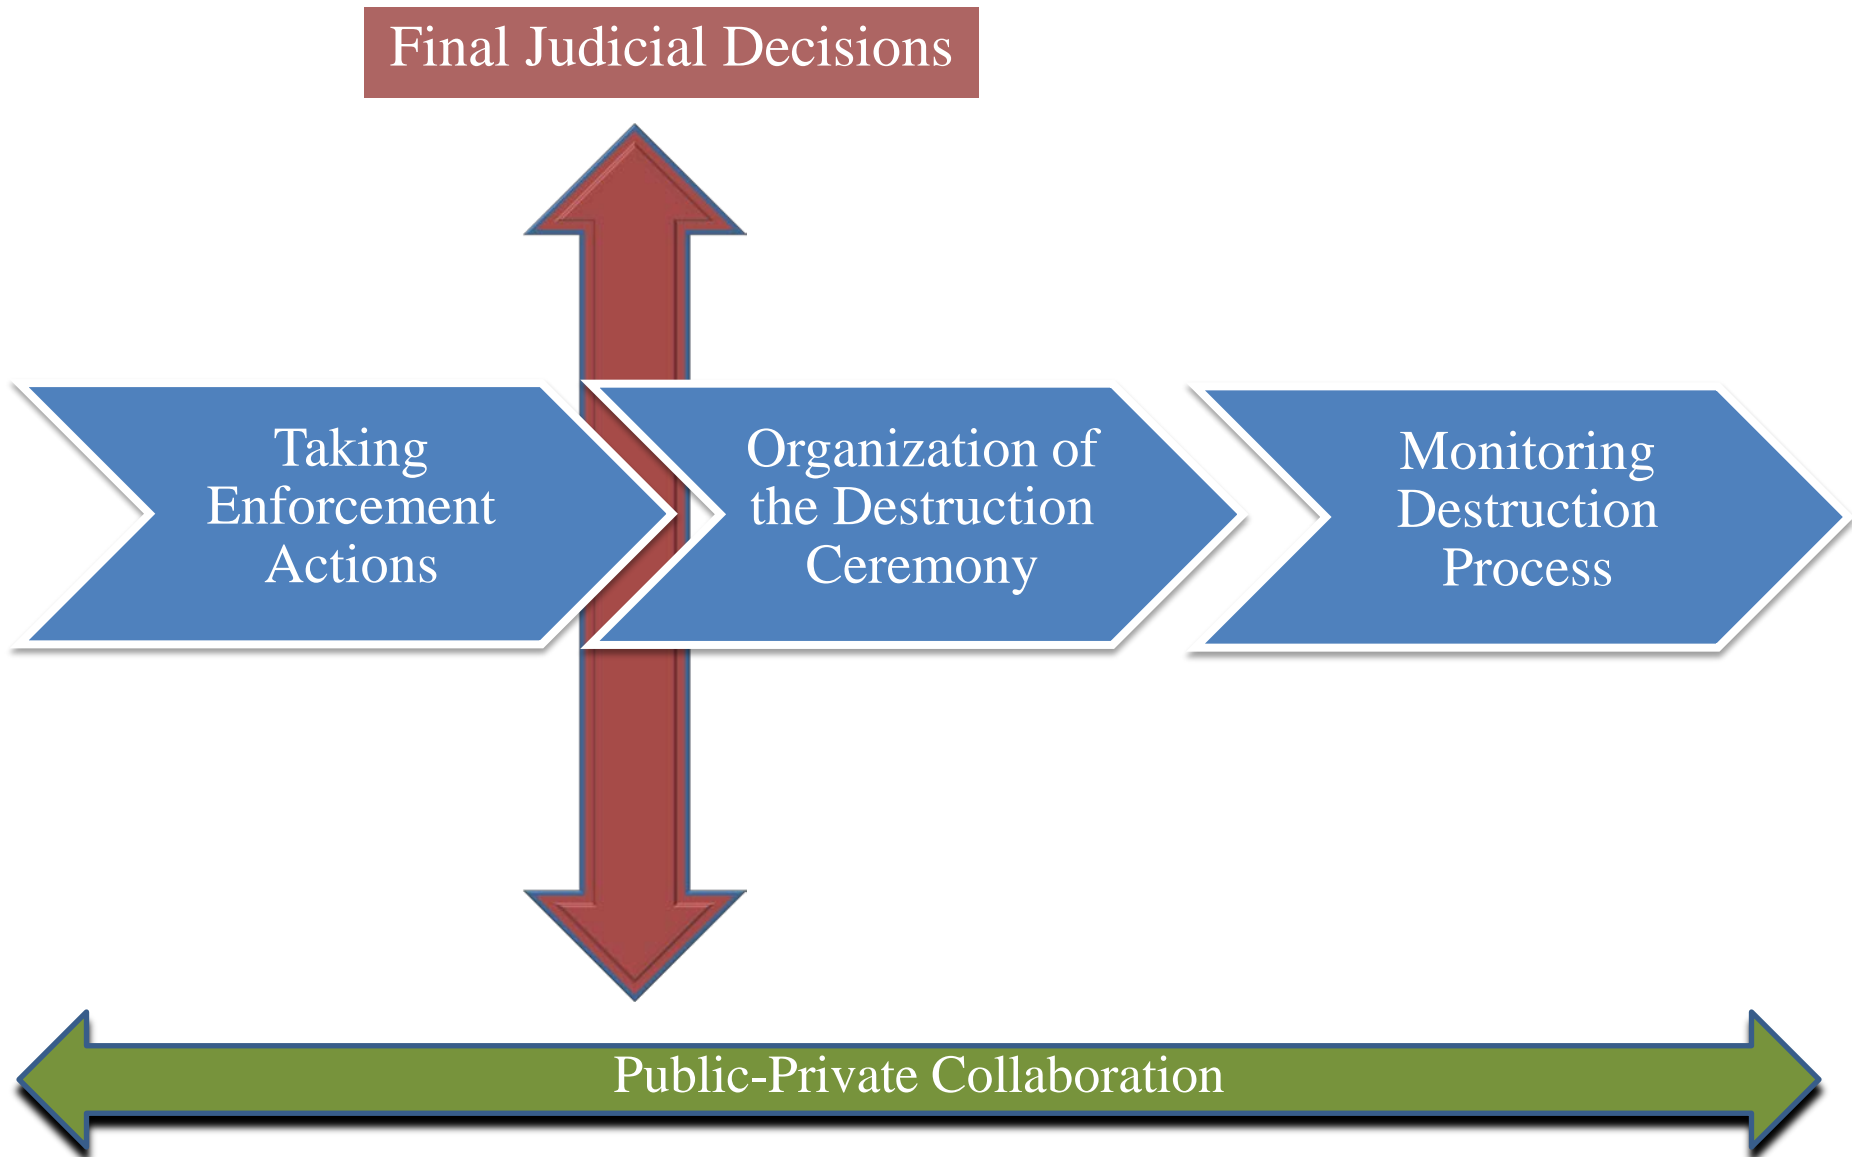 Final Judicial Decisions
Taking
Enforcement
Actions
Organization of
the Destruction
Ceremony
Monitoring
Destruction
Process
Public-Private Collaboration